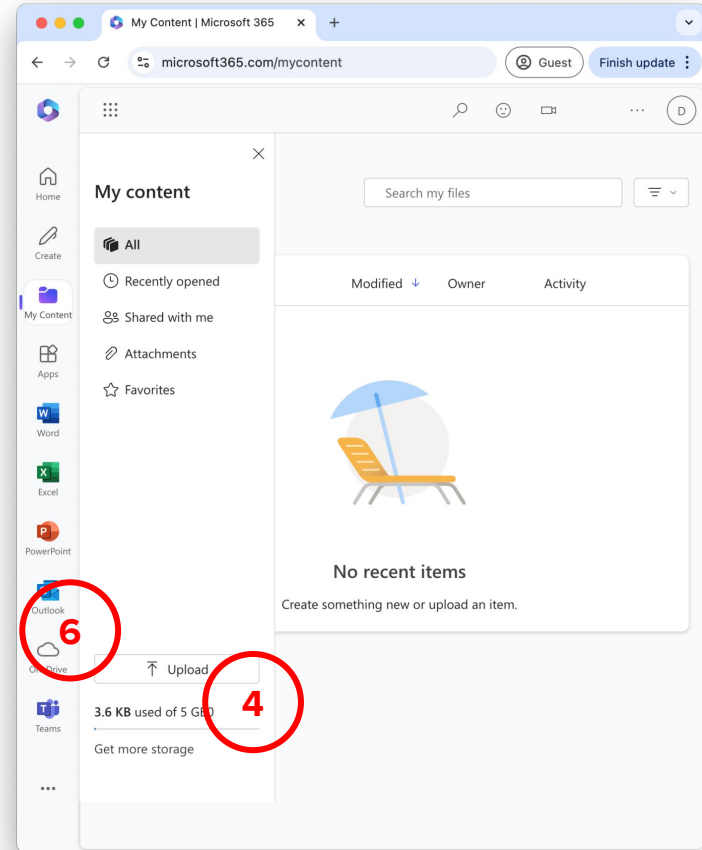 My Content | Microsoft 365
microsoft365.com/mycontent
Guest
Finish update
D
Home
Create
My Content
Apps
Word
Excel
PowerPoint
Outlook
6
OneDrive
Teams
My content
All
Recently opened
Shared with me
Attachments
Favorites
Upload
4
3.6 KB used of 5 GB
Get more storage
Search my files
Modified
Owner
Activity
No recent items
Create something new or upload an item.